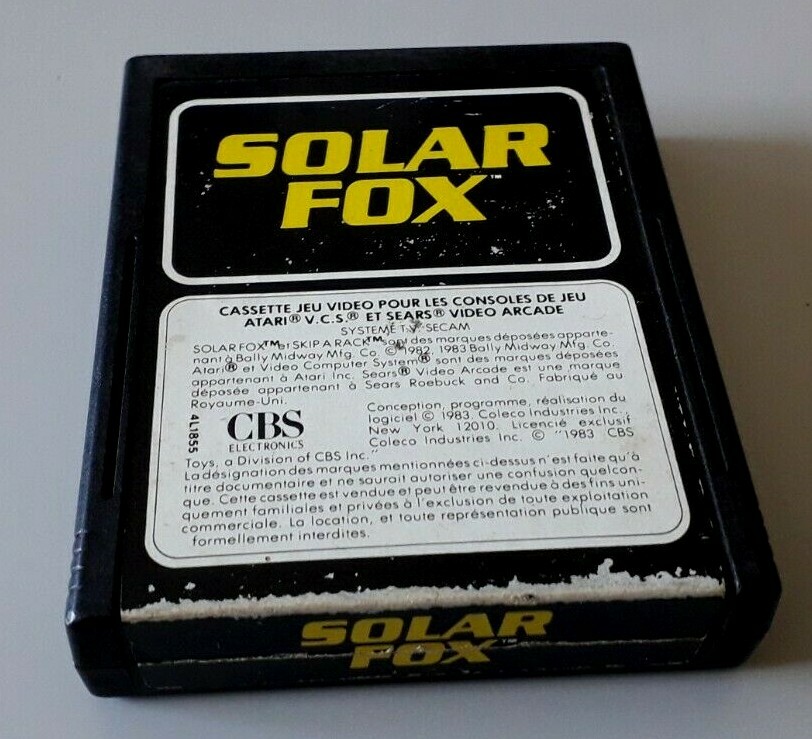 SOLAR
FOX™
CASSETTE JEU VIDEO POUR LES CONSOLES DE JEU
ATARI® V.C.S.® ET SEARS® VIDEO ARCADE
SYSTEME T.V. SECAM
SOLAR FOX™ et SKIP A RACK™ sont des marques déposées apparte-
nant à Bally Midway Mfg. Co. © 1982, 1983 Bally Midway Mfg. Co.
Atari® et Video Computer System® sont des marques déposées
appartenant à Atari Inc. Sears® Video Arcade est une marque
déposée appartenant à Sears Roebuck and Co. Fabriqué au
Royaume-Uni.
4L1855
CBS
ELECTRONICS
Conception, programme, réalisation du
logiciel © 1983. Coleco Industries Inc.,
New York 12010. Licencié exclusif
Coleco Industries Inc. © "1983 CBS
Toys, a Division of CBS Inc."
La désignation des marques mentionnées ci-dessus n'est faite qu'à
titre documentaire et ne saurait autoriser une confusion quelcon-
que. Cette cassette est vendue et peut être revendue à des fins uni-
quement familiales et privées à l'exclusion de toute exploitation
commerciale. La location, et toute représentation publique sont
formellement interdites.
SOLAR
FOX™